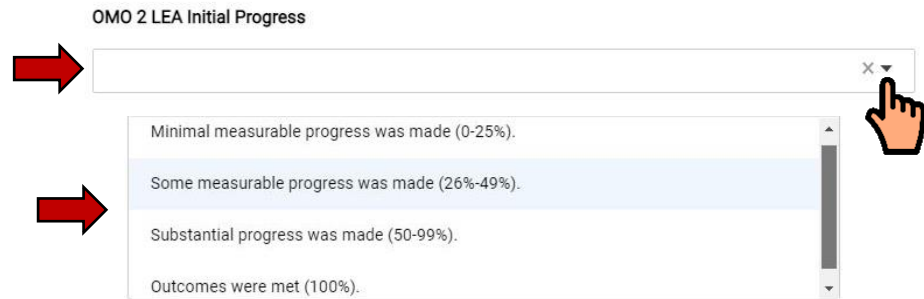 OMO 2 LEA Initial Progress
Minimal measurable progress was made (0-25%).
Some measurable progress was made (26%-49%).
Substantial progress was made (50-99%).
Outcomes were met (100%).